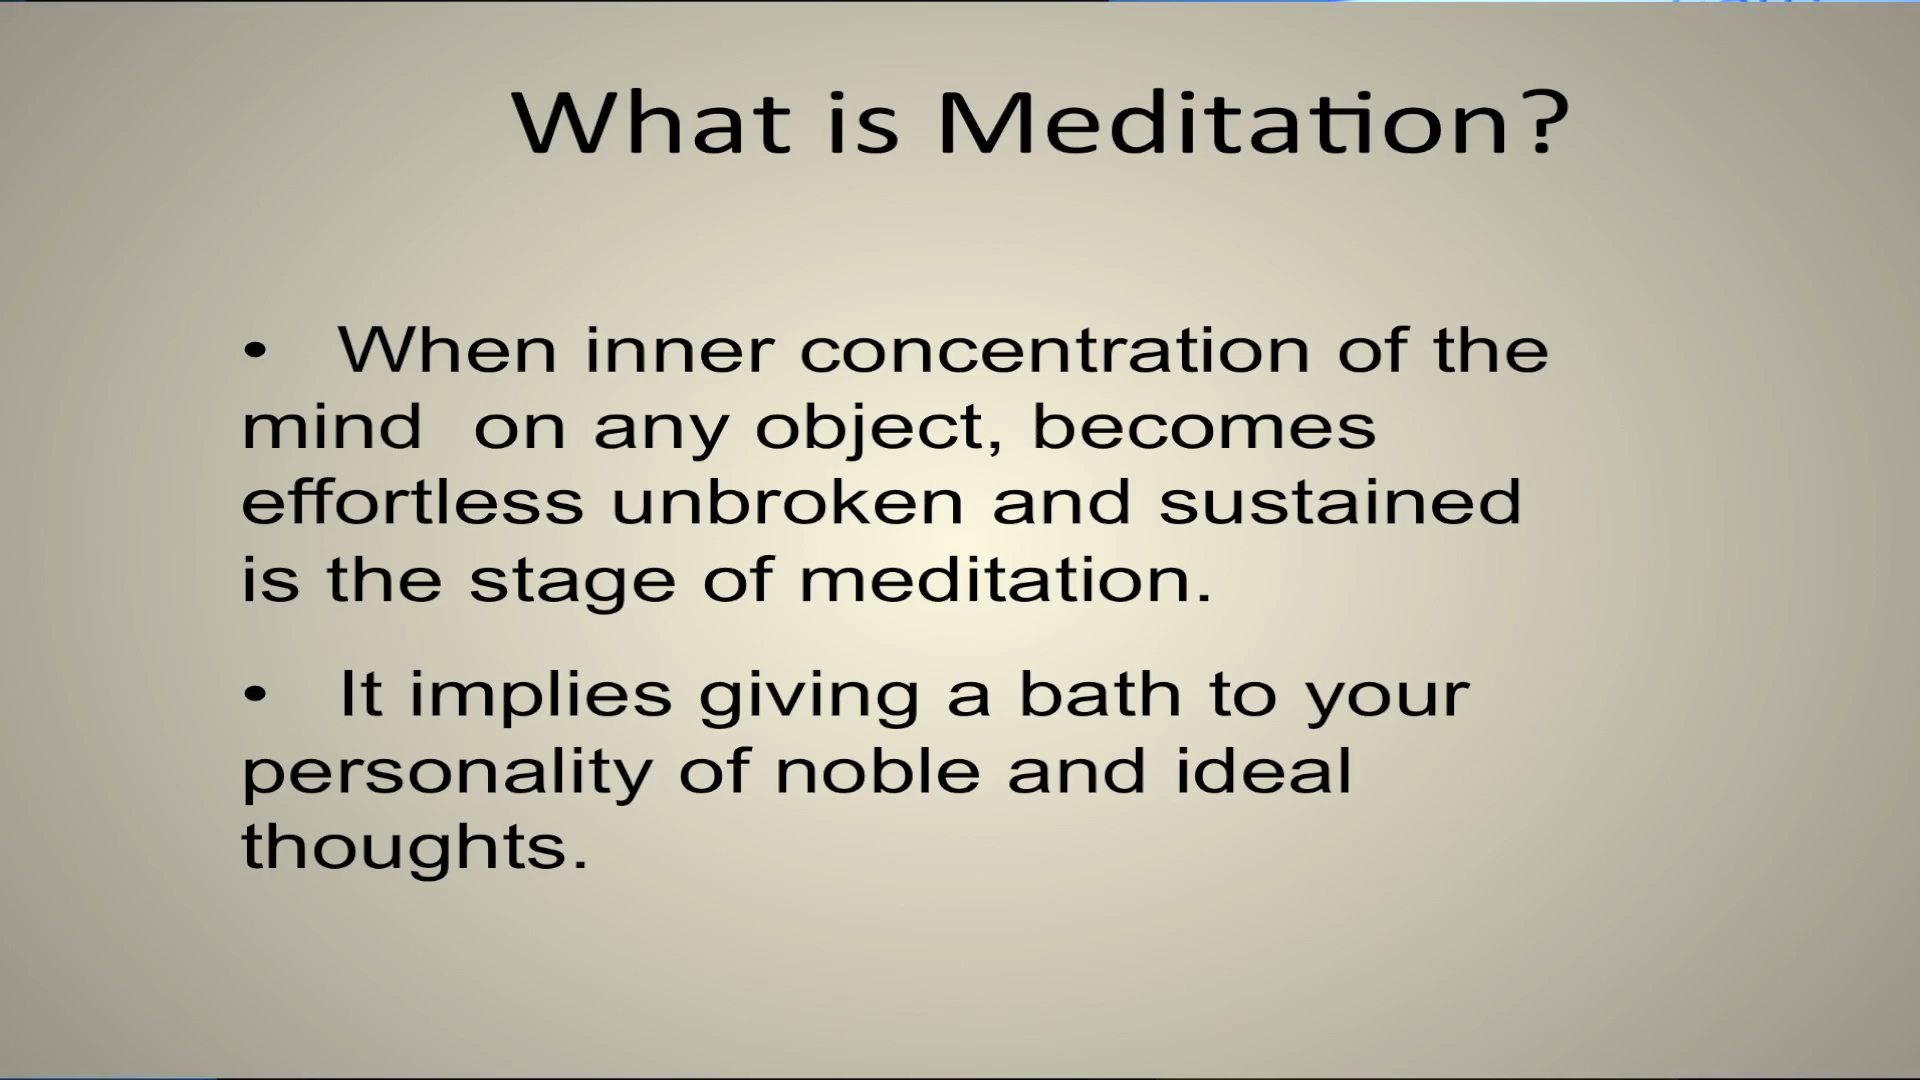 What is Meditation?
• When inner concentration of the
mind on any object, becomes
effortless unbroken and sustained
is the stage of meditation.
• It implies giving a bath to your
personality of noble and ideal
thoughts.